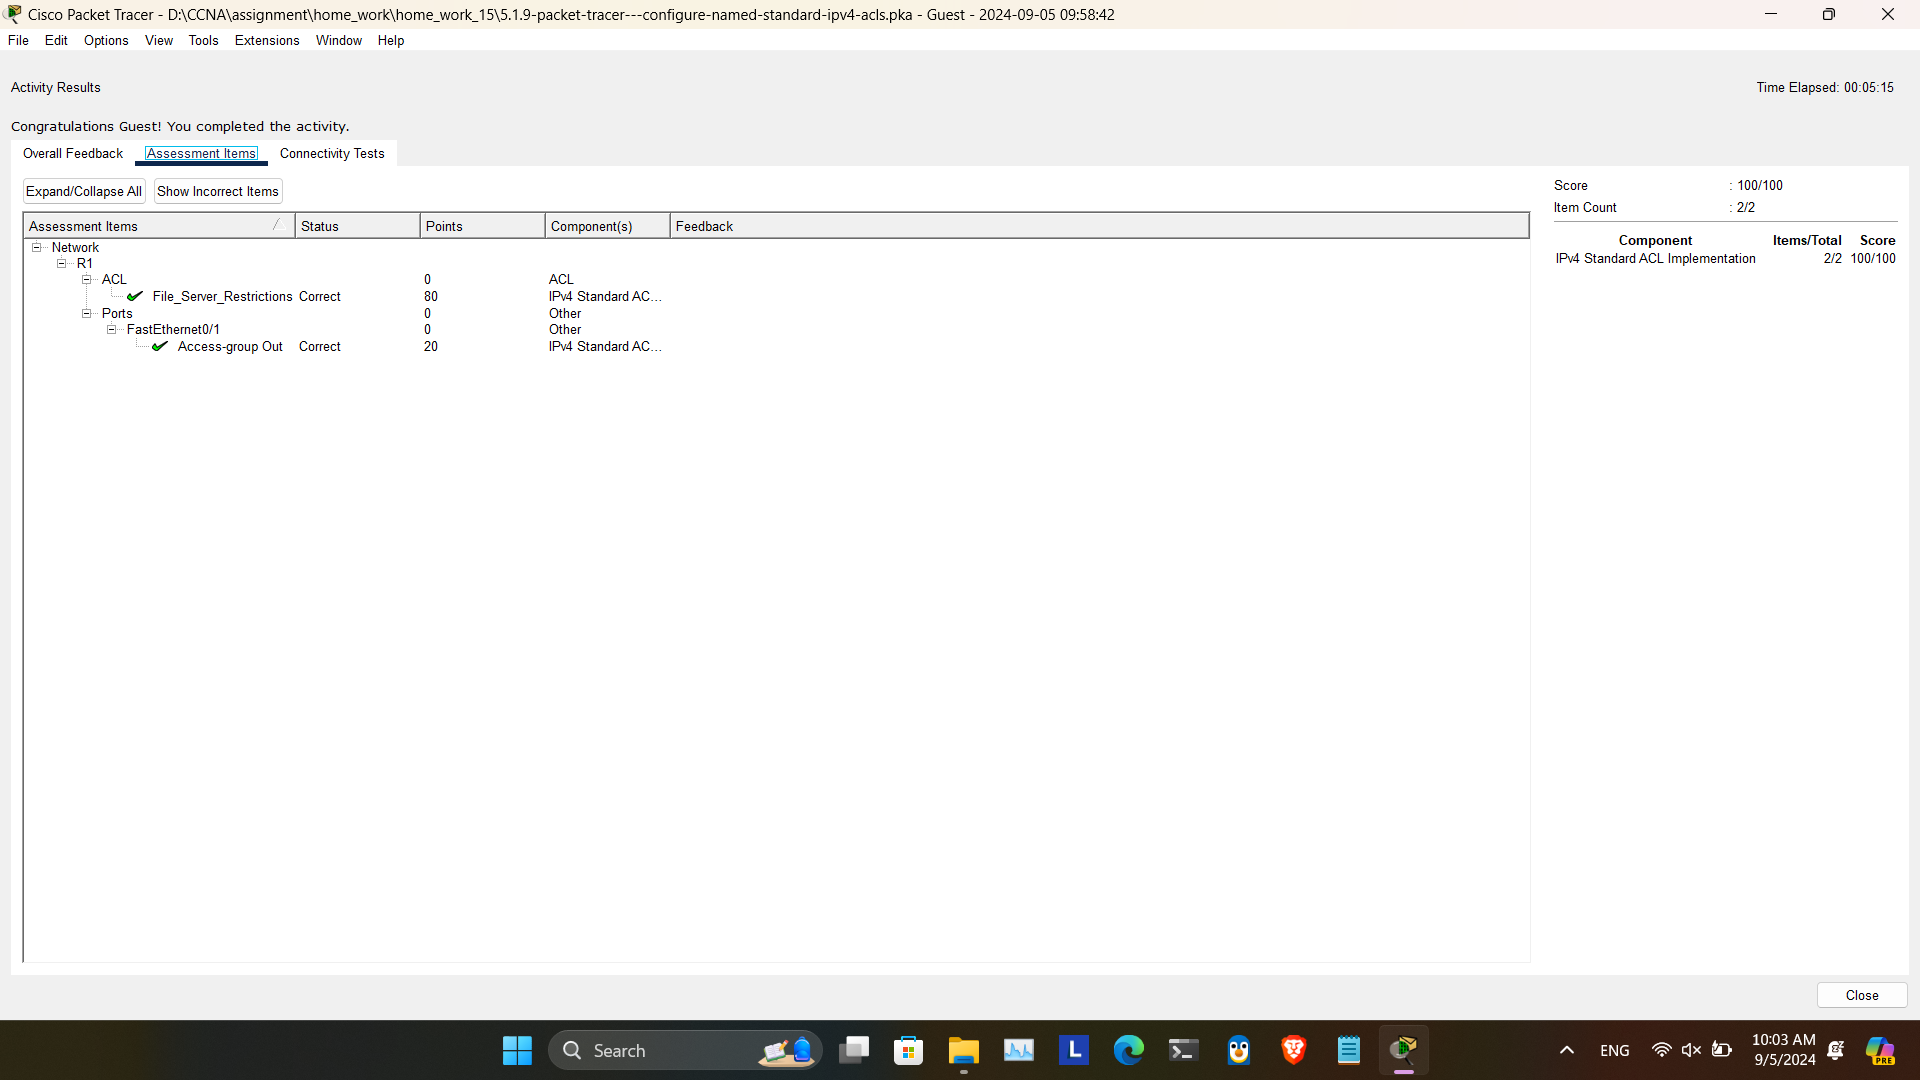 Cisco Packet Tracer - D:\CCNA\assignment\home_work\home_work_15\5.1.9-packet-tracer---configure-named-standard-ipv4-acls.pka - Guest - 2024-09-05 09:58:42
File Edit Options View Tools Extensions Window Help
Activity Results Time Elapsed: 00:05:15
Congratulations Guest! You completed the activity.
Overall Feedback Assessment Items Connectivity Tests
Expand/Collapse All Show Incorrect Items
Score : 100/100
Item Count : 2/2
Component Items/Total Score
IPv4 Standard ACL Implementation 2/2 100/100
Assessment Items Status Points Component(s) Feedback
Network
R1
ACL 0 ACL
File_Server_Restrictions Correct 80 IPv4 Standard AC...
Ports 0 Other
FastEthernet0/1 0 Other
Access-group Out Correct 20 IPv4 Standard AC...
Close
Search
L
ENG
10:03 AM
9/5/2024
PRE